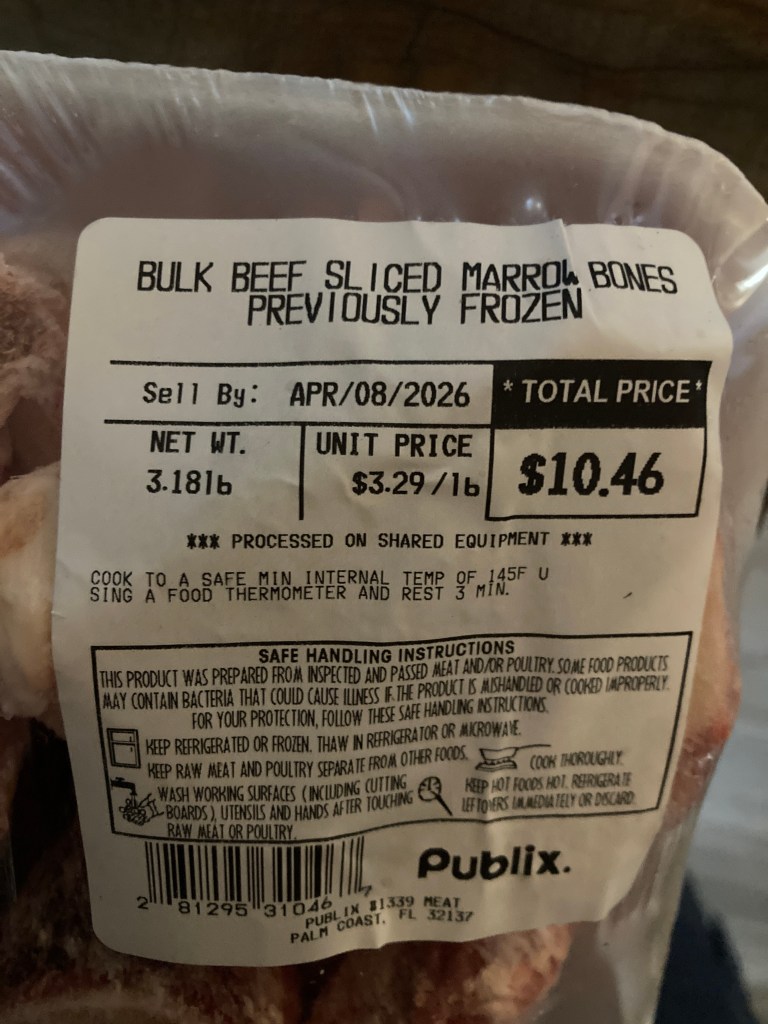 BULK BEEF SLICED MARROW BONES
PREVIOUSLY FROZEN
Sell By: APR/08/2026
* TOTAL PRICE*
NET WT.
3.18lb
UNIT PRICE
$3.29/lb
$10.46
*** PROCESSED ON SHARED EQUIPMENT ***
COOK TO A SAFE MIN INTERNAL TEMP OF 145F U
SING A FOOD THERMOMETER AND REST 3 MIN.
SAFE HANDLING INSTRUCTIONS
THIS PRODUCT WAS PREPARED FROM INSPECTED AND PASSED MEAT AND/OR POULTRY. SOME FOOD PRODUCTS
MAY CONTAIN BACTERIA THAT COULD CAUSE ILLNESS IF THE PRODUCT IS MISHANDLED OR COOKED IMPROPERLY.
FOR YOUR PROTECTION, FOLLOW THESE SAFE HANDLING INSTRUCTIONS.
KEEP REFRIGERATED OR FROZEN. THAW IN REFRIGERATOR OR MICROWAVE.
KEEP RAW MEAT AND POULTRY SEPARATE FROM OTHER FOODS.
WASH WORKING SURFACES (INCLUDING CUTTING
BOARDS), UTENSILS AND HANDS AFTER TOUCHING
RAW MEAT OR POULTRY.
COOK THOROUGHLY.
KEEP HOT FOODS HOT. REFRIGERATE
LEFTOVERS IMMEDIATELY OR DISCARD.
2 81295 31046 7
Publix.
PUBLIX #1339 MEAT
PALM COAST, FL 32137